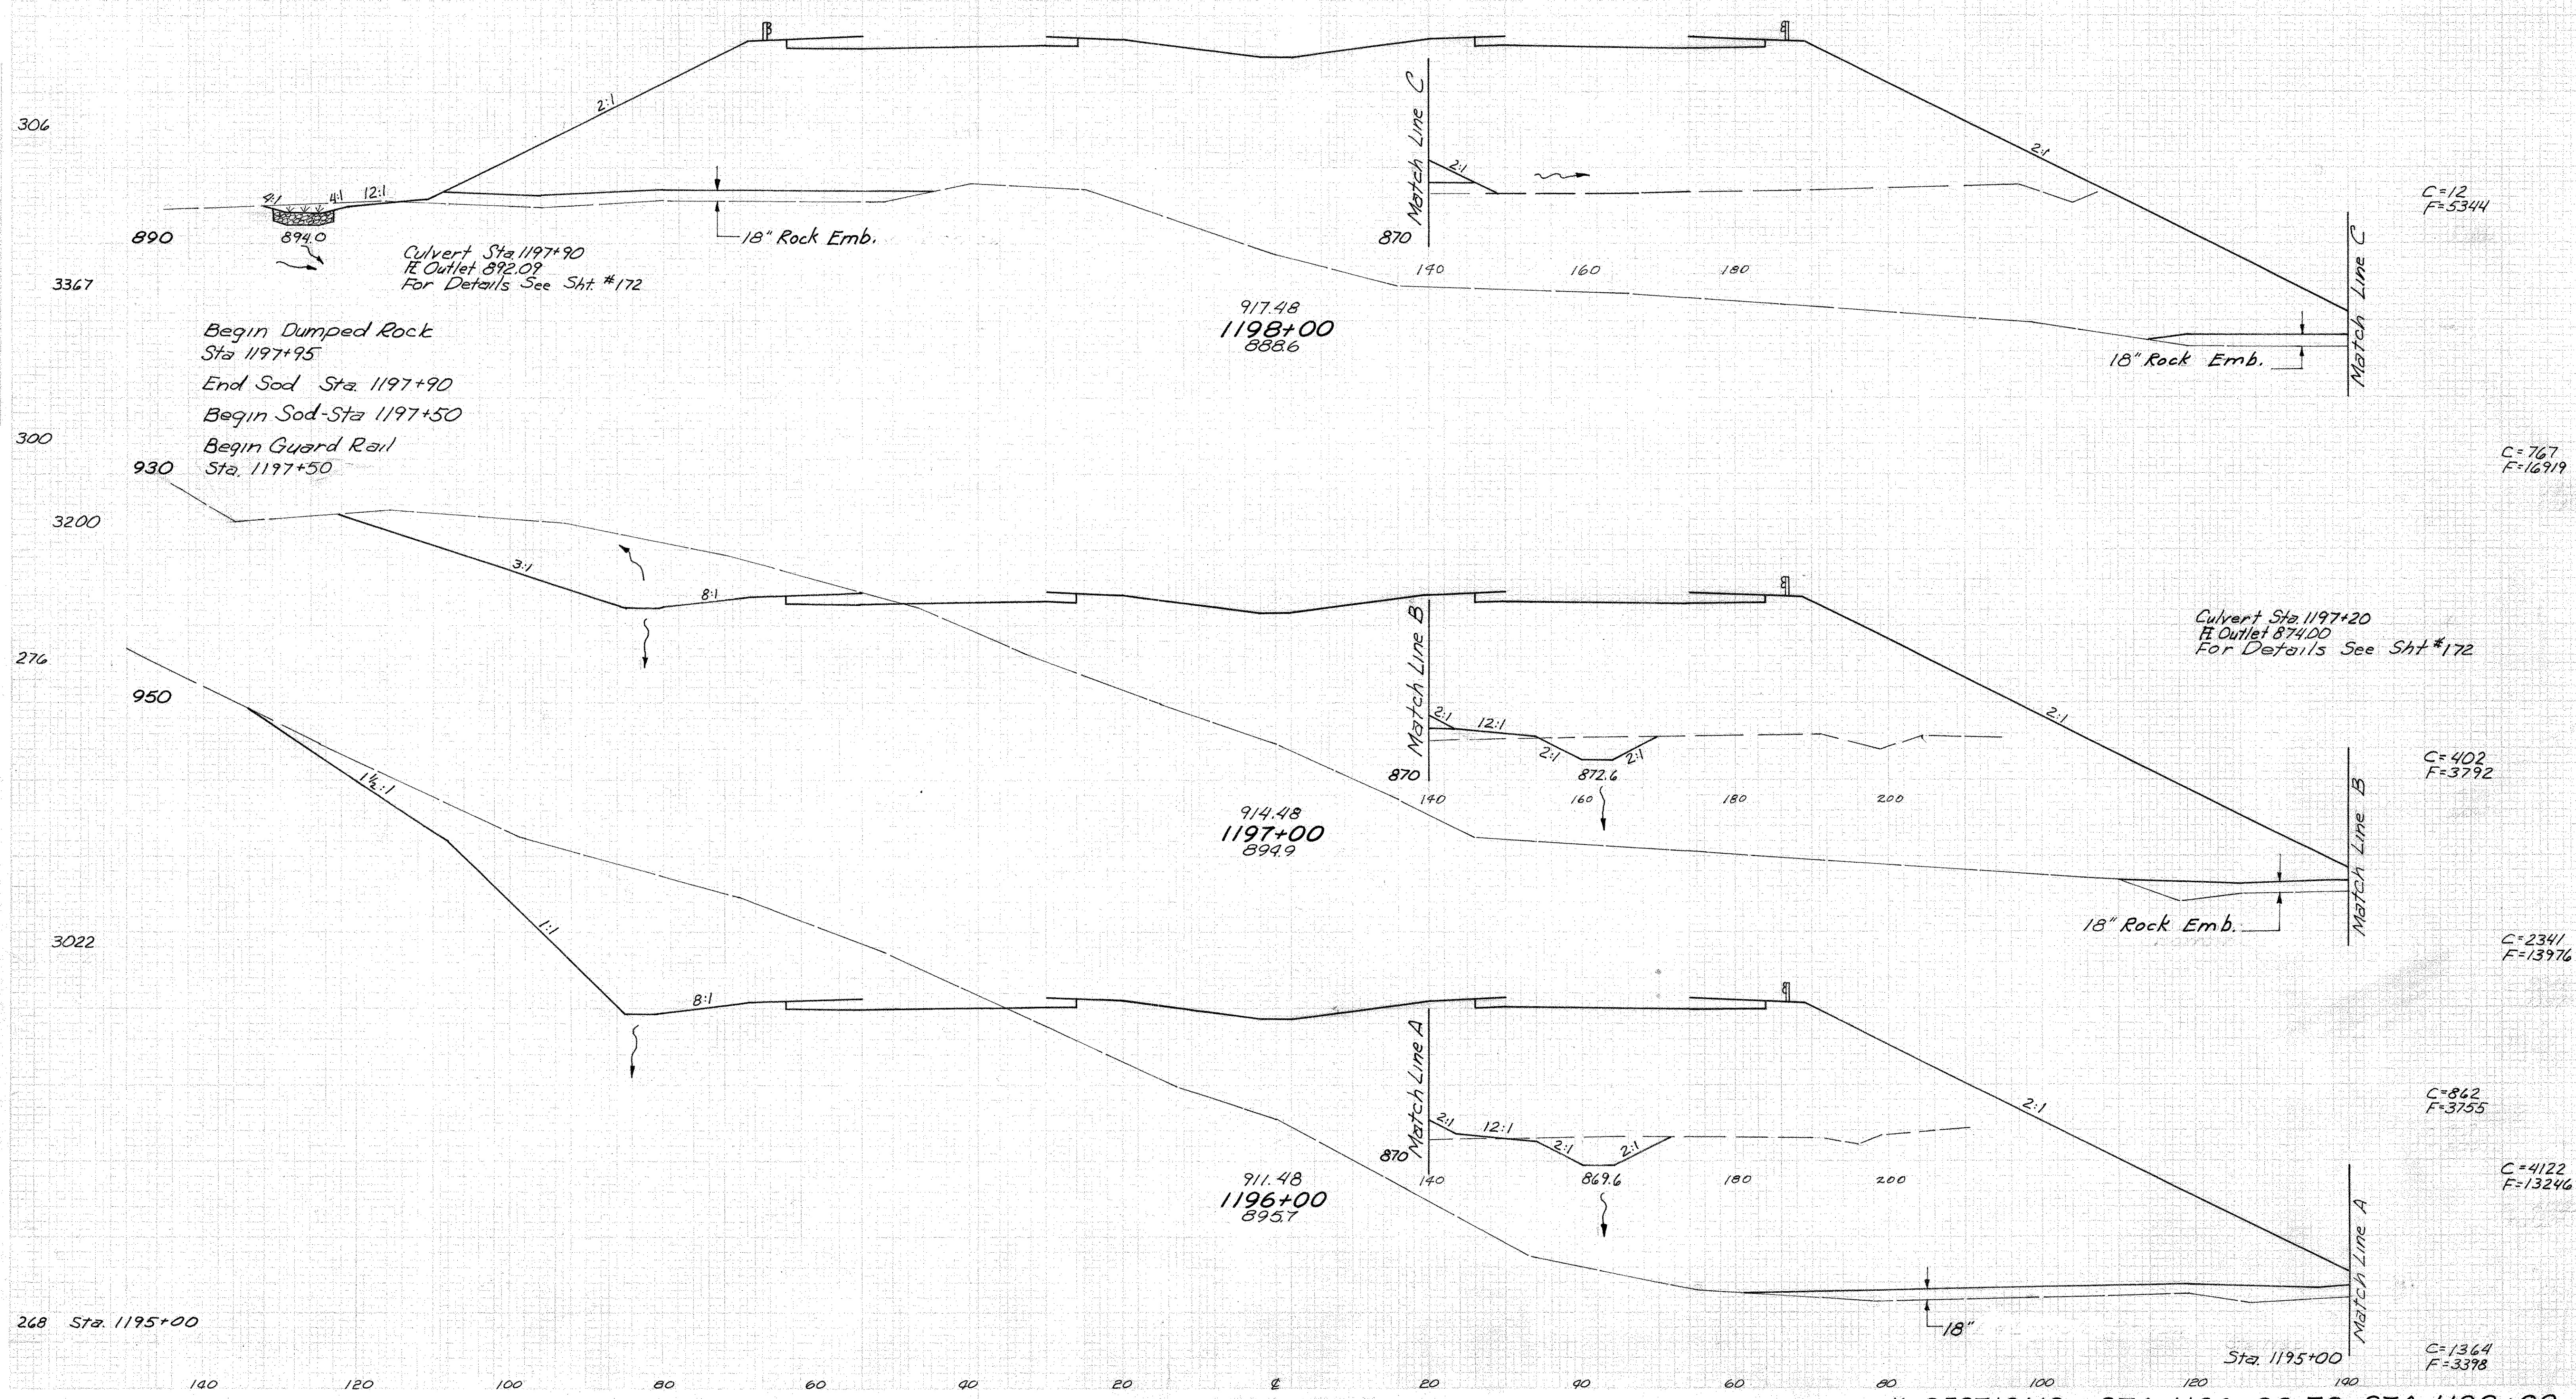 306
2:1
2:1
4:1
4:1
12:1
890
894.0
18" Rock Emb.
Culvert Sta. 1197+90
Outlet 892.09
For Details See Sht. #172
3367
Match Line C
2:1
870
140
160
180
917.48
1198+00
888.6
18" Rock Emb.
Match Line C
C=12
F=5344
Begin Dumped Rock
Sta 1197+95
End Sod Sta. 1197+90
Begin Sod-Sta 1197+50
Begin Guard Rail
Sta. 1197+50
300
930
C=767
F=16919
3200
3:1
8:1
2:1
Culvert Sta. 1197+20
Outlet 874.00
For Details See Sht #172
276
950
Match Line B
2:1
12:1
2:1
2:1
870
872.6
140
160
180
200
C=402
F=3792
1½:1
914.48
1197+00
894.9
Match Line B
18" Rock Emb.
3022
1:1
8:1
C=2341
F=13976
2:1
Match Line A
2:1
12:1
2:1
2:1
870
869.6
140
180
200
C=862
F=3755
911.48
1196+00
895.7
C=4122
F=13246
Match Line A
18"
268 Sta. 1195+00
Sta. 1195+00
C=1364
F=3398
140 120 100 80 60 40 20 ℄ 20 40 60 80 100 120 140